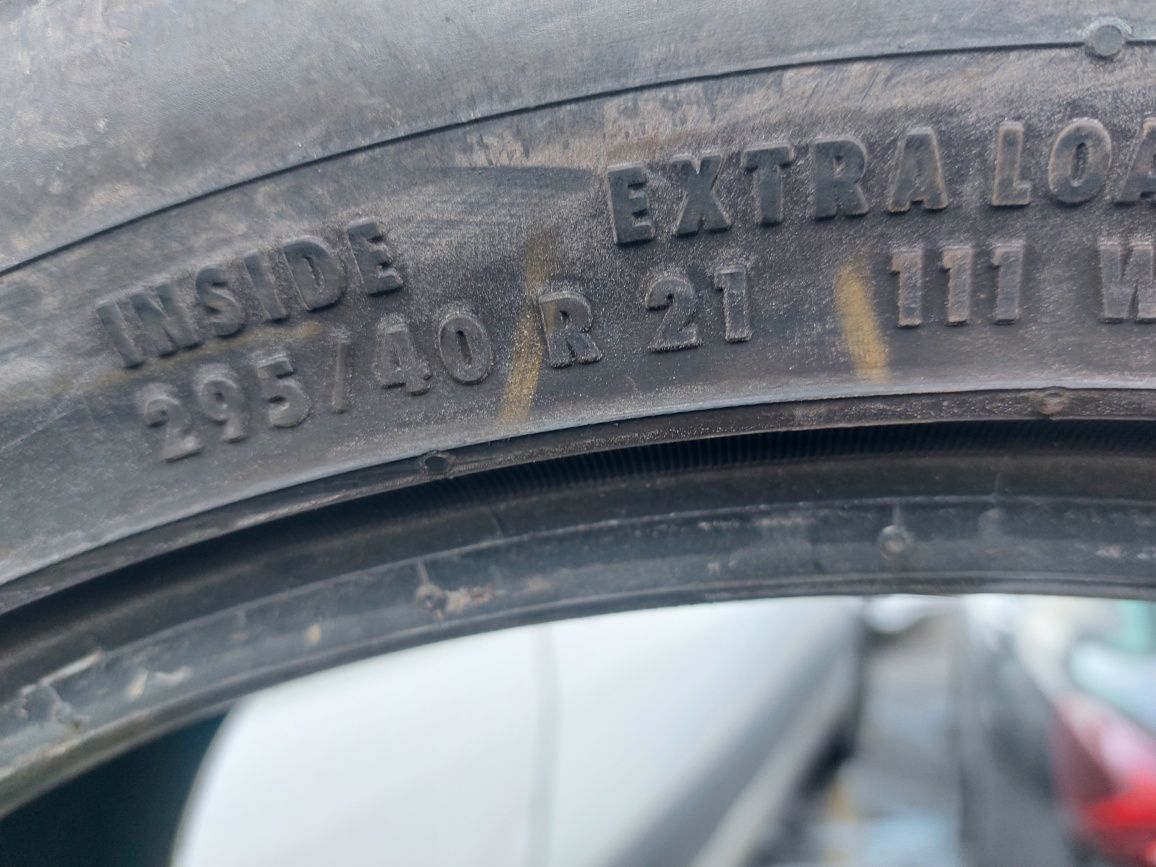 INSIDE EXTRA LOA
295/40 R 21 111 W